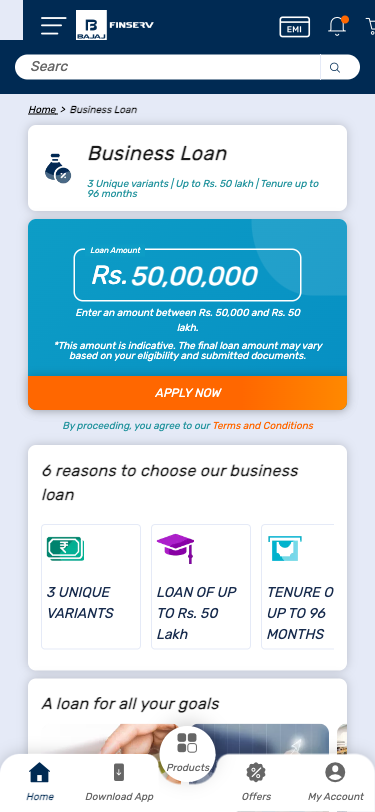 BAJAJ FINSERV
EMI
Searc
Home > Business Loan
Business Loan
3 Unique variants | Up to Rs. 50 lakh | Tenure up to
96 months
Loan Amount
Rs. 50,00,000
Enter an amount between Rs. 50,000 and Rs. 50
lakh.
*This amount is indicative. The final loan amount may vary
based on your eligibility and submitted documents.
APPLY NOW
By proceeding, you agree to our Terms and Conditions
6 reasons to choose our business
loan
3 UNIQUE
VARIANTS
LOAN OF UP
TO Rs. 50
Lakh
TENURE O
UP TO 96
MONTHS
A loan for all your goals
Home
Download App
Products
Offers
My Account